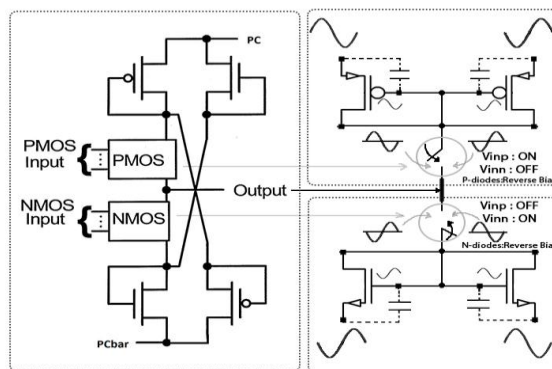 PC
PMOS
Input
PMOS
NMOS
Input
NMOS
Output
PCbar
Vinp : ON
Vinn : OFF
P-diodes:Reverse Bia
Vinp : OFF
Vinn : ON
N-diodes:Reverse Bia